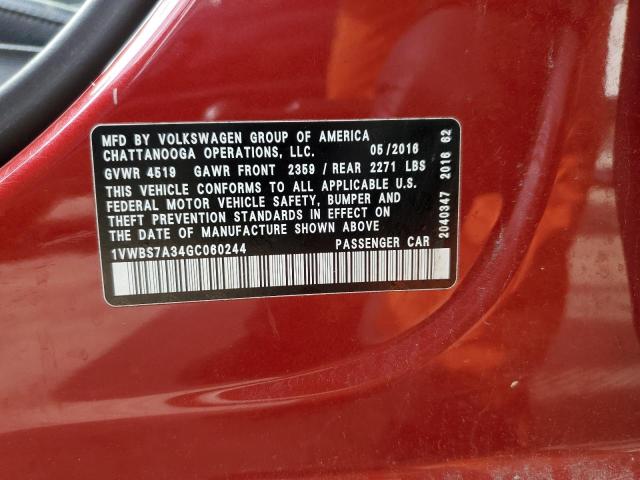 MFD BY VOLKSWAGEN GROUP OF AMERICA
CHATTANOOGA OPERATIONS, LLC. 05/2016
GVWR 4519 GAWR FRONT 2359 / REAR 2271 LBS
THIS VEHICLE CONFORMS TO ALL APPLICABLE U.S.
FEDERAL MOTOR VEHICLE SAFETY, BUMPER AND
THEFT PREVENTION STANDARDS IN EFFECT ON
THE DATE OF MANUFACTURE SHOWN ABOVE
1VWBS7A34GC060244 PASSENGER CAR
2040347 2016 62